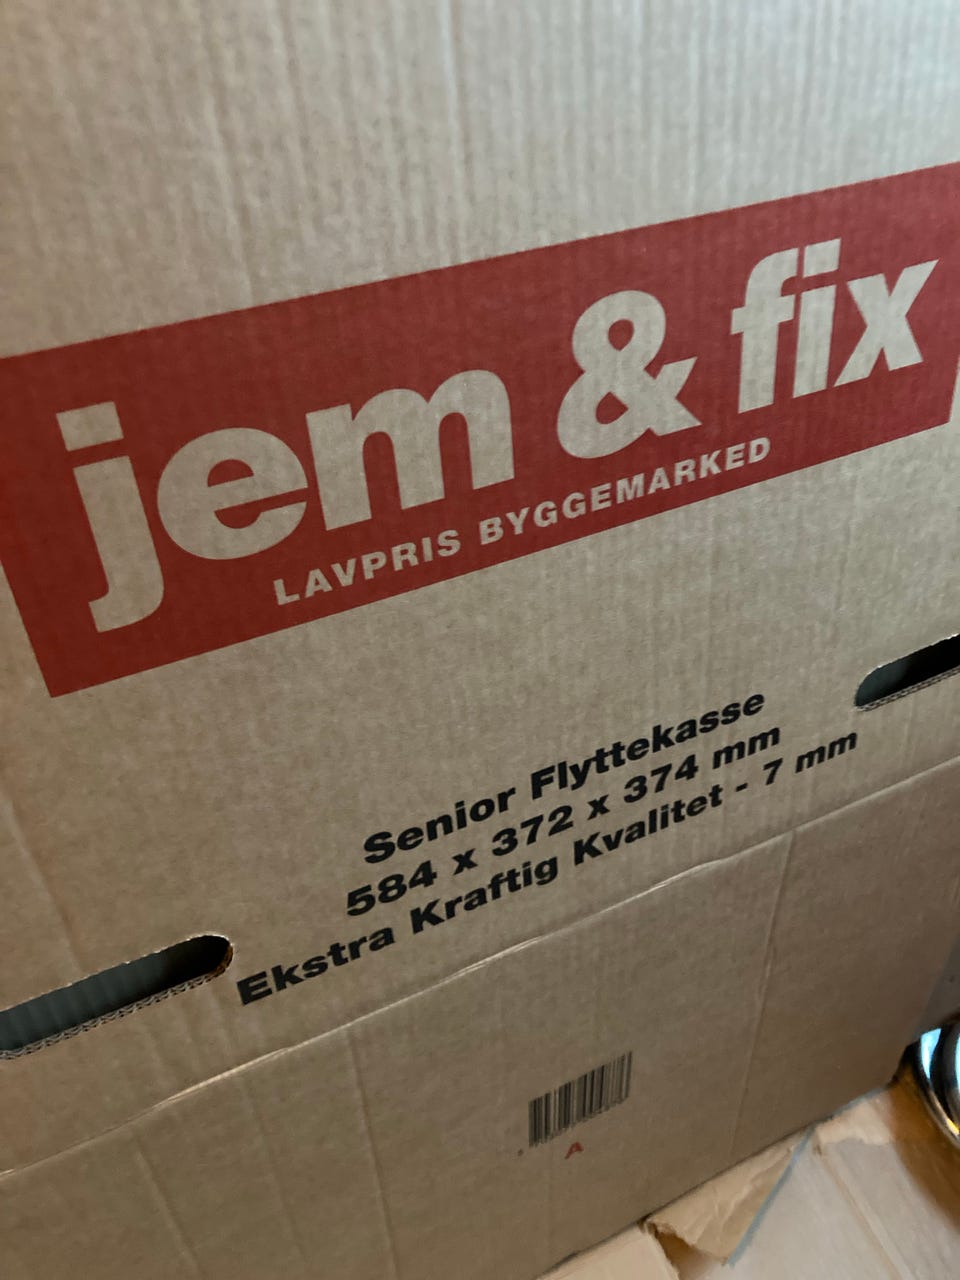 jem & fix
LAVPRIS BYGGEMARKED
Senior Flyttekasse
584 x 372 x 374 mm
Ekstra Kraftig Kvalitet - 7 mm
A